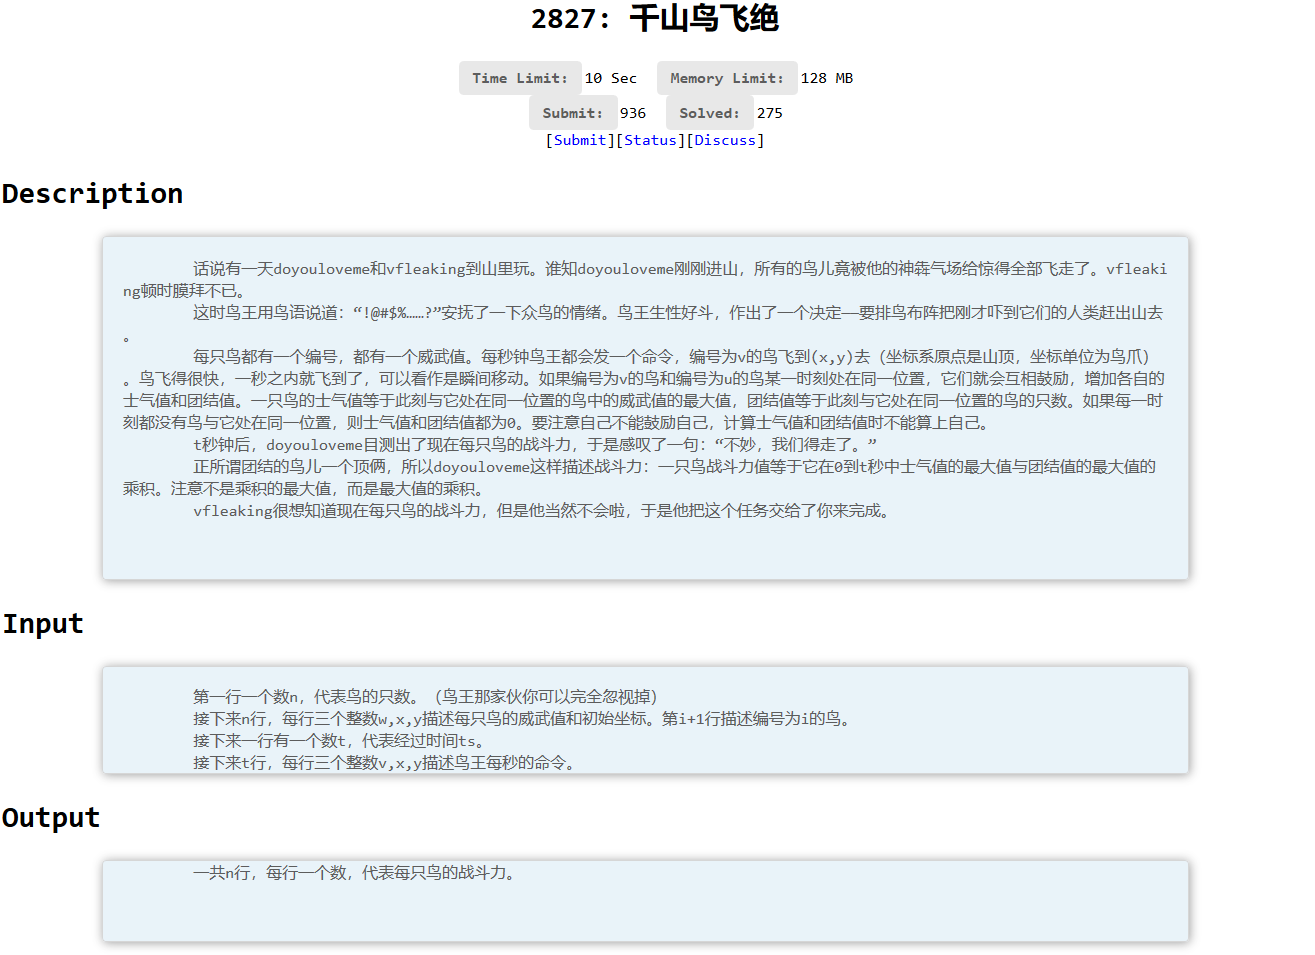 2827: 千山鸟飞绝
Time Limit: 10 Sec Memory Limit: 128 MB
Submit: 936 Solved: 275
[Submit][Status][Discuss]
Description
话说有一天doyouloveme和vfleaking到山里玩。谁知doyouloveme刚刚进山，所有的鸟儿竟被他的神犇气场给惊得全部飞走了。vfleaki
ng顿时膜拜不已。
这时鸟王用鸟语说道：“!@#$%……?”安抚了一下众鸟的情绪。鸟王生性好斗，作出了一个决定——要排鸟布阵把刚才吓到它们的人类赶出山去
。
每只鸟都有一个编号，都有一个威武值。每秒钟鸟王都会发一个命令，编号为v的鸟飞到(x,y)去（坐标系原点是山顶，坐标单位为鸟爪）
。鸟飞得很快，一秒之内就飞到了，可以看作是瞬间移动。如果编号为v的鸟和编号为u的鸟某一时刻处在同一位置，它们就会互相鼓励，增加各自的
士气值和团结值。一只鸟的士气值等于此刻与它处在同一位置的鸟中的威武值的最大值，团结值等于此刻与它处在同一位置的鸟的只数。如果每一时
刻都没有鸟与它处在同一位置，则士气值和团结值都为0。要注意自己不能鼓励自己，计算士气值和团结值时不能算上自己。
t秒钟后，doyouloveme目测出了现在每只鸟的战斗力，于是感叹了一句：“不妙，我们得走了。”
正所谓团结的鸟儿一个顶俩，所以doyouloveme这样描述战斗力：一只鸟战斗力值等于它在0到t秒中士气值的最大值与团结值的最大值的
乘积。注意不是乘积的最大值，而是最大值的乘积。
vfleaking很想知道现在每只鸟的战斗力，但是他当然不会啦，于是他把这个任务交给了你来完成。
Input
第一行一个数n，代表鸟的只数。（鸟王那家伙你可以完全忽视掉）
接下来n行，每行三个整数w,x,y描述每只鸟的威武值和初始坐标。第i+1行描述编号为i的鸟。
接下来一行有一个数t，代表经过时间ts。
接下来t行，每行三个整数v,x,y描述鸟王每秒的命令。
Output
一共n行，每行一个数，代表每只鸟的战斗力。